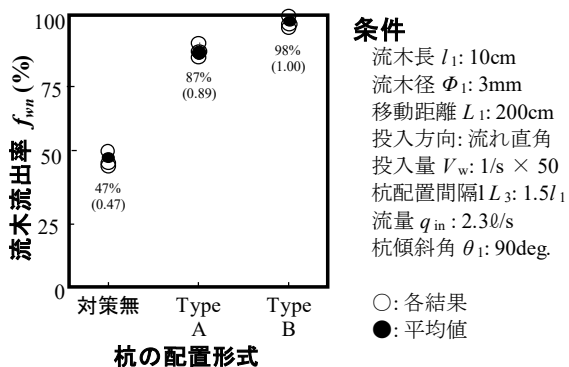 流木流出率 fwn (%)
100
75
50
25
0
47%
(0.47)
87%
(0.89)
98%
(1.00)
対策無
Type
A
Type
B
杭の配置形式
条件
流木長 l1: 10cm
流木径 Φ1: 3mm
移動距離 L1: 200cm
投入方向: 流れ直角
投入量 Vw: 1/s × 50
杭配置間隔1 L3: 1.5l1
流量 qin : 2.3ℓ/s
杭傾斜角 θ1: 90deg.
○: 各結果
●: 平均値